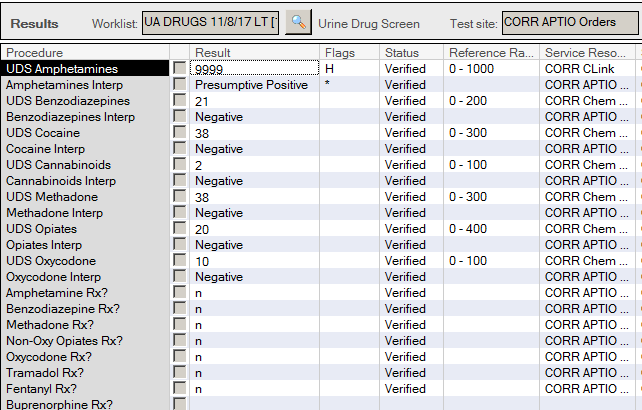 Results Worklist: UA DRUGS 11/8/17 LT [ Urine Drug Screen Test site: CORR APTIO Orders
Procedure Result Flags Status Reference Ra... Service Reso...
UDS Amphetamines 9999 H Verified 0 - 1000 CORR CLink
Amphetamines Interp Presumptive Positive * Verified CORR APTIO ...
UDS Benzodiazepines 21 Verified 0 - 200 CORR Chem ...
Benzodiazepines Interp Negative Verified CORR APTIO ...
UDS Cocaine 38 Verified 0 - 300 CORR Chem ...
Cocaine Interp Negative Verified CORR APTIO ...
UDS Cannabinoids 2 Verified 0 - 100 CORR Chem ...
Cannabinoids Interp Negative Verified CORR APTIO ...
UDS Methadone 38 Verified 0 - 300 CORR Chem ...
Methadone Interp Negative Verified CORR APTIO ...
UDS Opiates 20 Verified 0 - 400 CORR Chem ...
Opiates Interp Negative Verified CORR APTIO ...
UDS Oxycodone 10 Verified 0 - 100 CORR Chem ...
Oxycodone Interp Negative Verified CORR APTIO ...
Amphetamine Rx? n Verified CORR APTIO ...
Benzodiazepine Rx? n Verified CORR APTIO ...
Methadone Rx? n Verified CORR APTIO ...
Non-Oxy Opiates Rx? n Verified CORR APTIO ...
Oxycodone Rx? n Verified CORR APTIO ...
Tramadol Rx? n Verified CORR APTIO ...
Fentanyl Rx? n Verified CORR APTIO ...
Buprenorphine Rx?